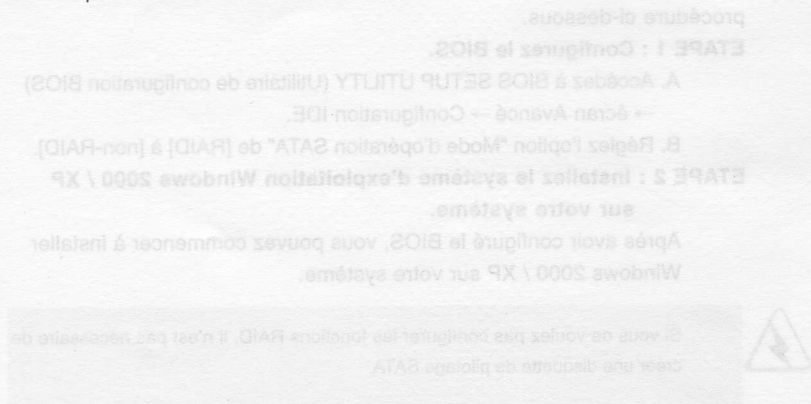 procédure ci-dessous.
ETAPE 1 : Configurez le BIOS.
A. Accédez à BIOS SETUP UTILITY (Utilitaire de configuration BIOS)
→ écran Avancé → Configuration IDE.
B. Réglez l'option "Mode d'opération SATA" de [RAID] à [non-RAID].
ETAPE 2 : Installez le système d'exploitation Windows 2000 / XP
sur votre système.
Après avoir configuré le BIOS, vous pouvez commencer à installer
Windows 2000 / XP sur votre système.
Si vous ne voulez pas configurer les fonctions RAID, il n'est pas nécessaire de
créer une disquette du pilotage SATA.